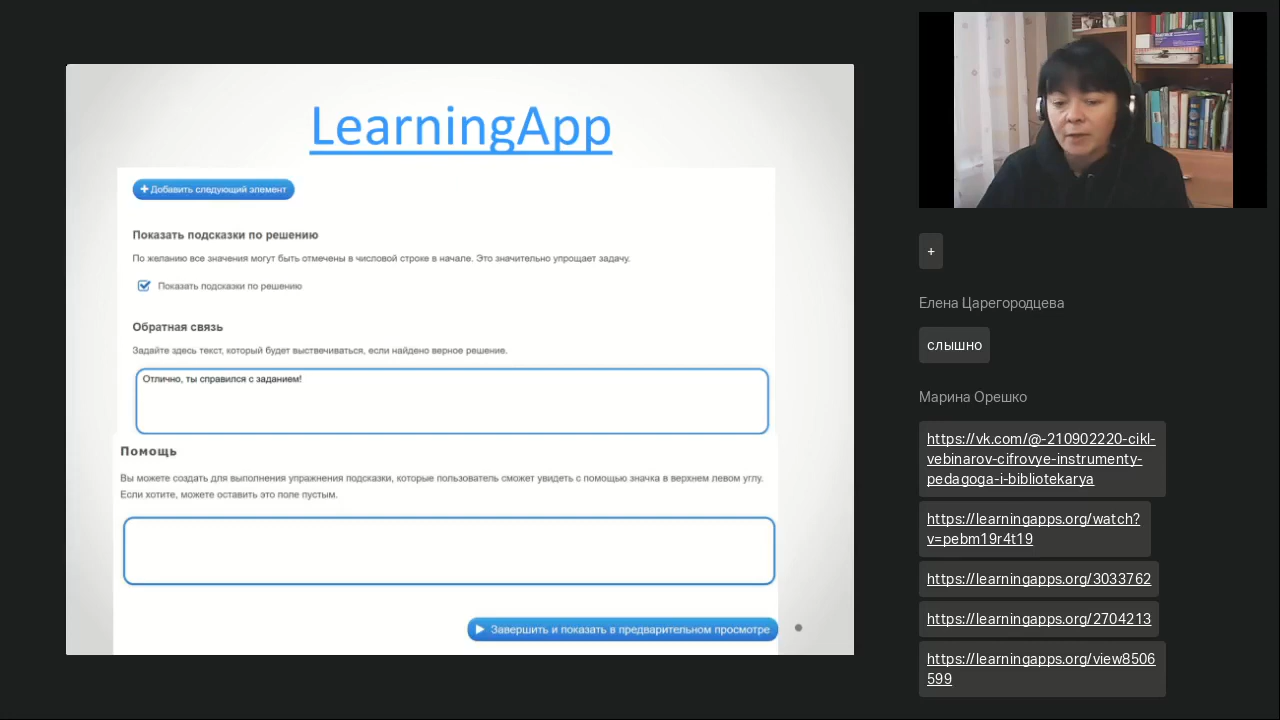 LearningApp
+ Добавить следующий элемент
Показать подсказки по решению
По желанию все значения могут быть отмечены в числовой строке в начале. Это значительно упрощает задачу.
Показать подсказки по решению
Обратная связь
Задайте здесь текст, который будет выствечиваться, если найдено верное решение.
Отлично, ты справился с заданием!
Помощь
Вы можете создать для выполнения упражнения подсказки, которые пользователь сможет увидеть с помощью значка в верхнем левом углу.
Если хотите, можете оставить это поле пустым.
Завершить и показать в предварительном просмотре
+
Елена Царегородцева
слышно
Марина Орешко
https://vk.com/@-210902220-cikl-
vebinarov-cifrovye-instrumenty-
pedagoga-i-bibliotekarya
https://learningapps.org/watch?
v=pebm19r4t19
https://learningapps.org/3033762
https://learningapps.org/2704213
https://learningapps.org/view8506
599